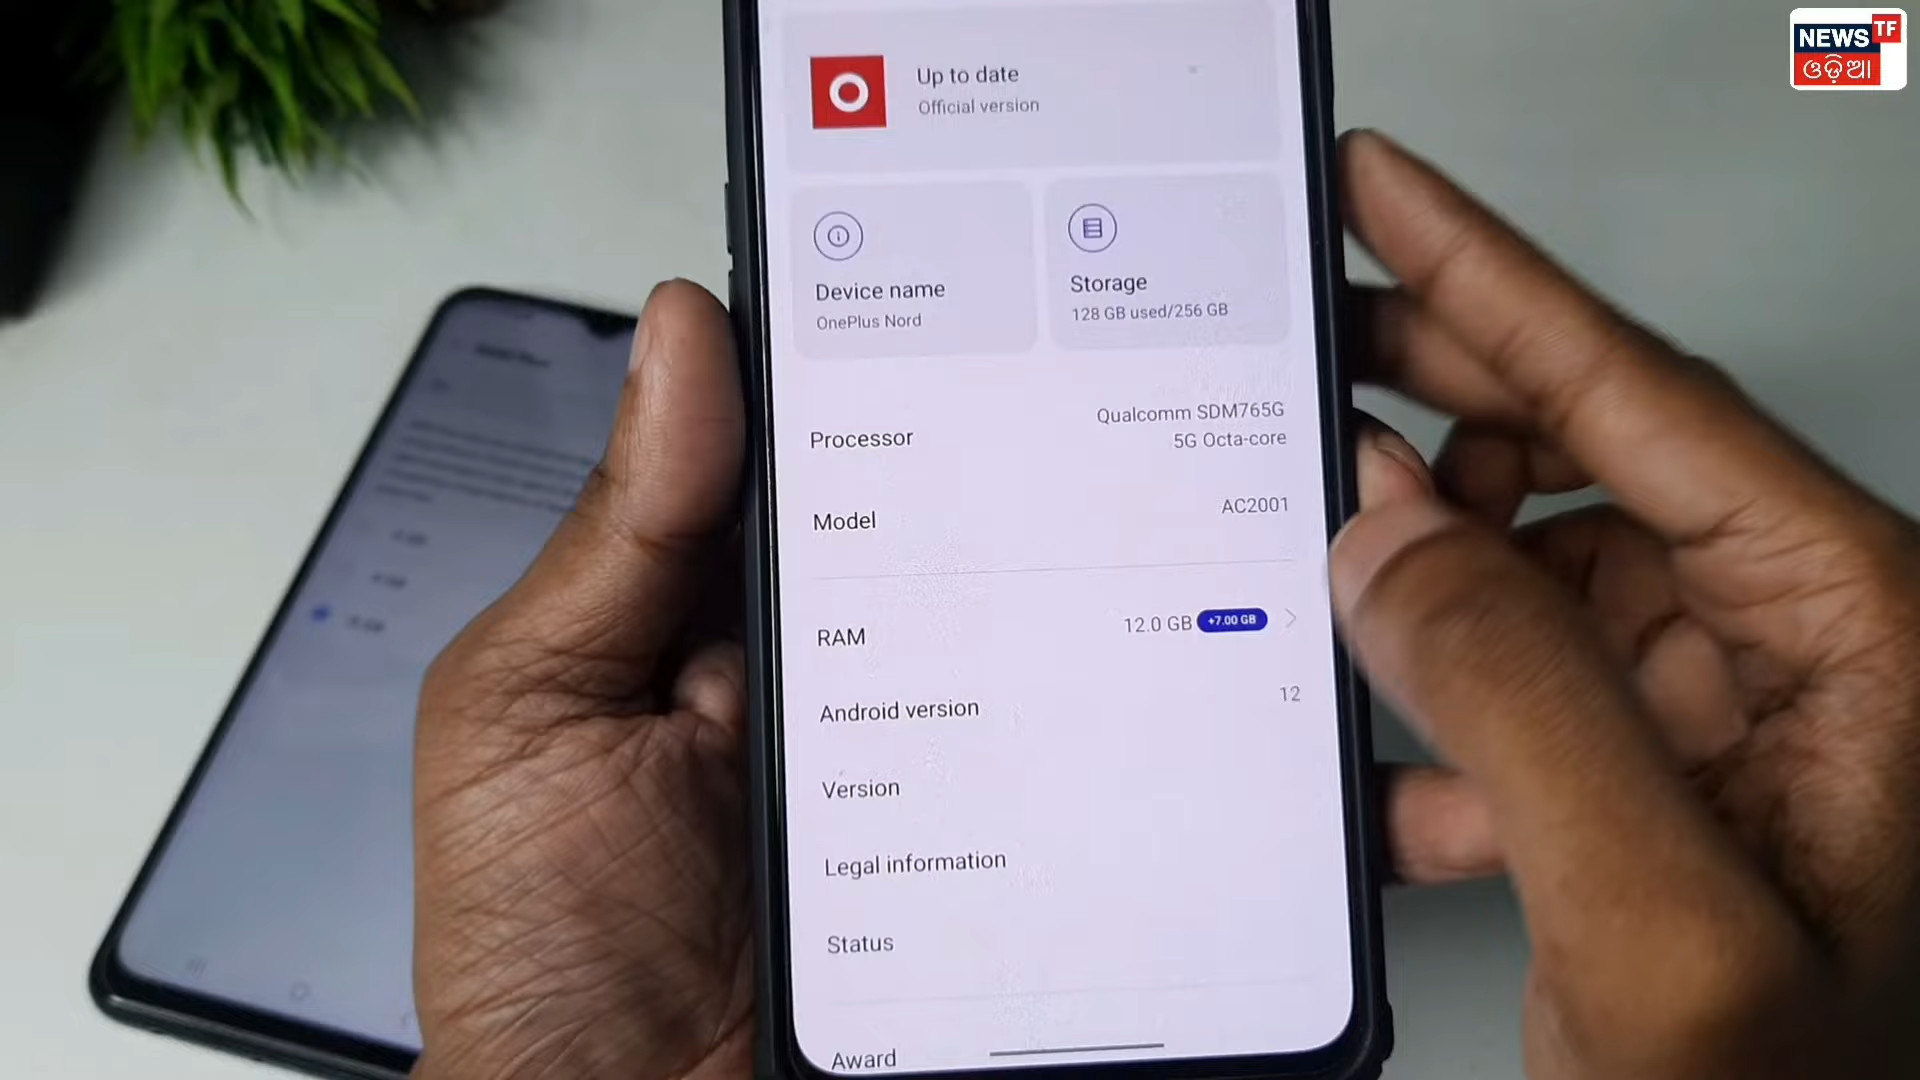 NEWS TF
ଓଡ଼ିଆ
Up to date
Official version
Device name
OnePlus Nord
Storage
128 GB used/256 GB
Processor
Qualcomm SDM765G
5G Octa-core
Model
AC2001
RAM
12.0 GB +7.00 GB
Android version
12
Version
Legal information
Status
Award